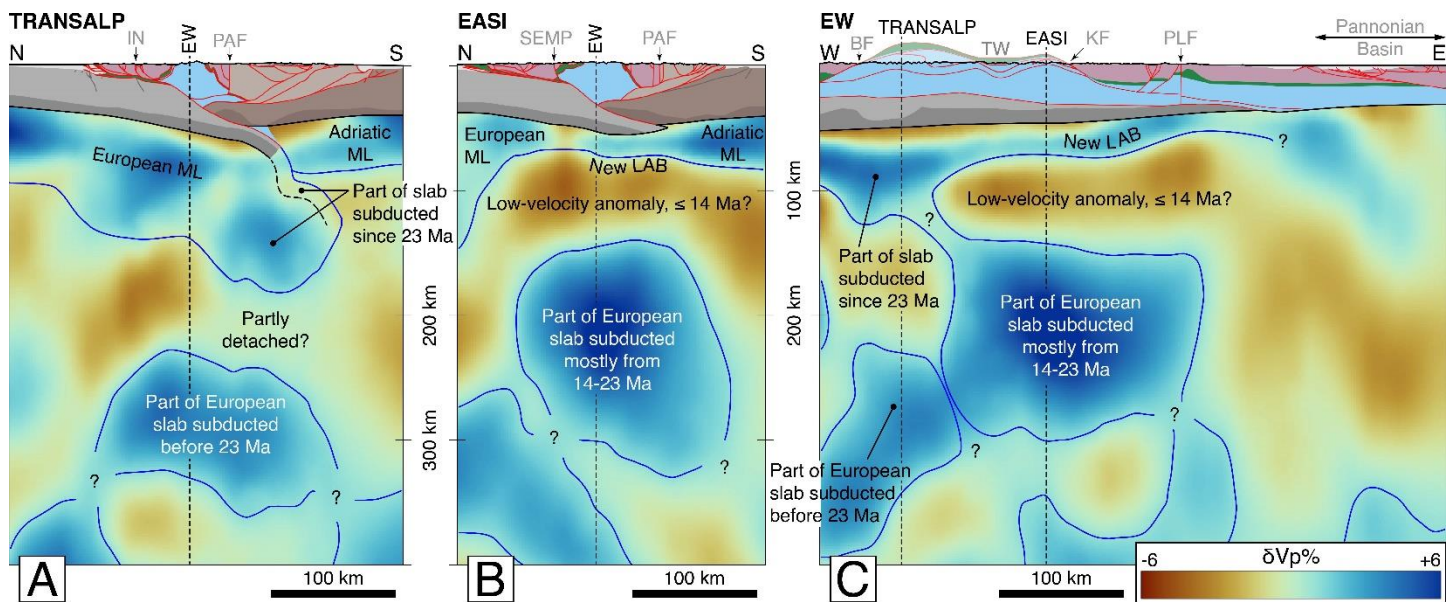 TRANSALP
N
IN
EW
PAF
S
European ML
Adriatic
ML
Part of slab
subducted
since 23 Ma
Partly
detached?
Part of European
slab subducted
before 23 Ma
?
?
A
100 km
100 km
200 km
300 km
EASI
N
SEMP
EW
PAF
S
European
ML
Adriatic
ML
New LAB
Low-velocity anomaly, ≤ 14 Ma?
Part of European
slab subducted
mostly from
14-23 Ma
?
?
B
100 km
100 km
200 km
300 km
EW
W
BF
TRANSALP
TW
EASI
KF
PLF
Pannonian
Basin
E
New LAB
?
Low-velocity anomaly, ≤ 14 Ma?
?
Part of slab
subducted
since 23 Ma
Part of European
slab subducted
mostly from
14-23 Ma
?
?
Part of European
slab subducted
before 23 Ma
C
100 km
δVp%
-6
+6